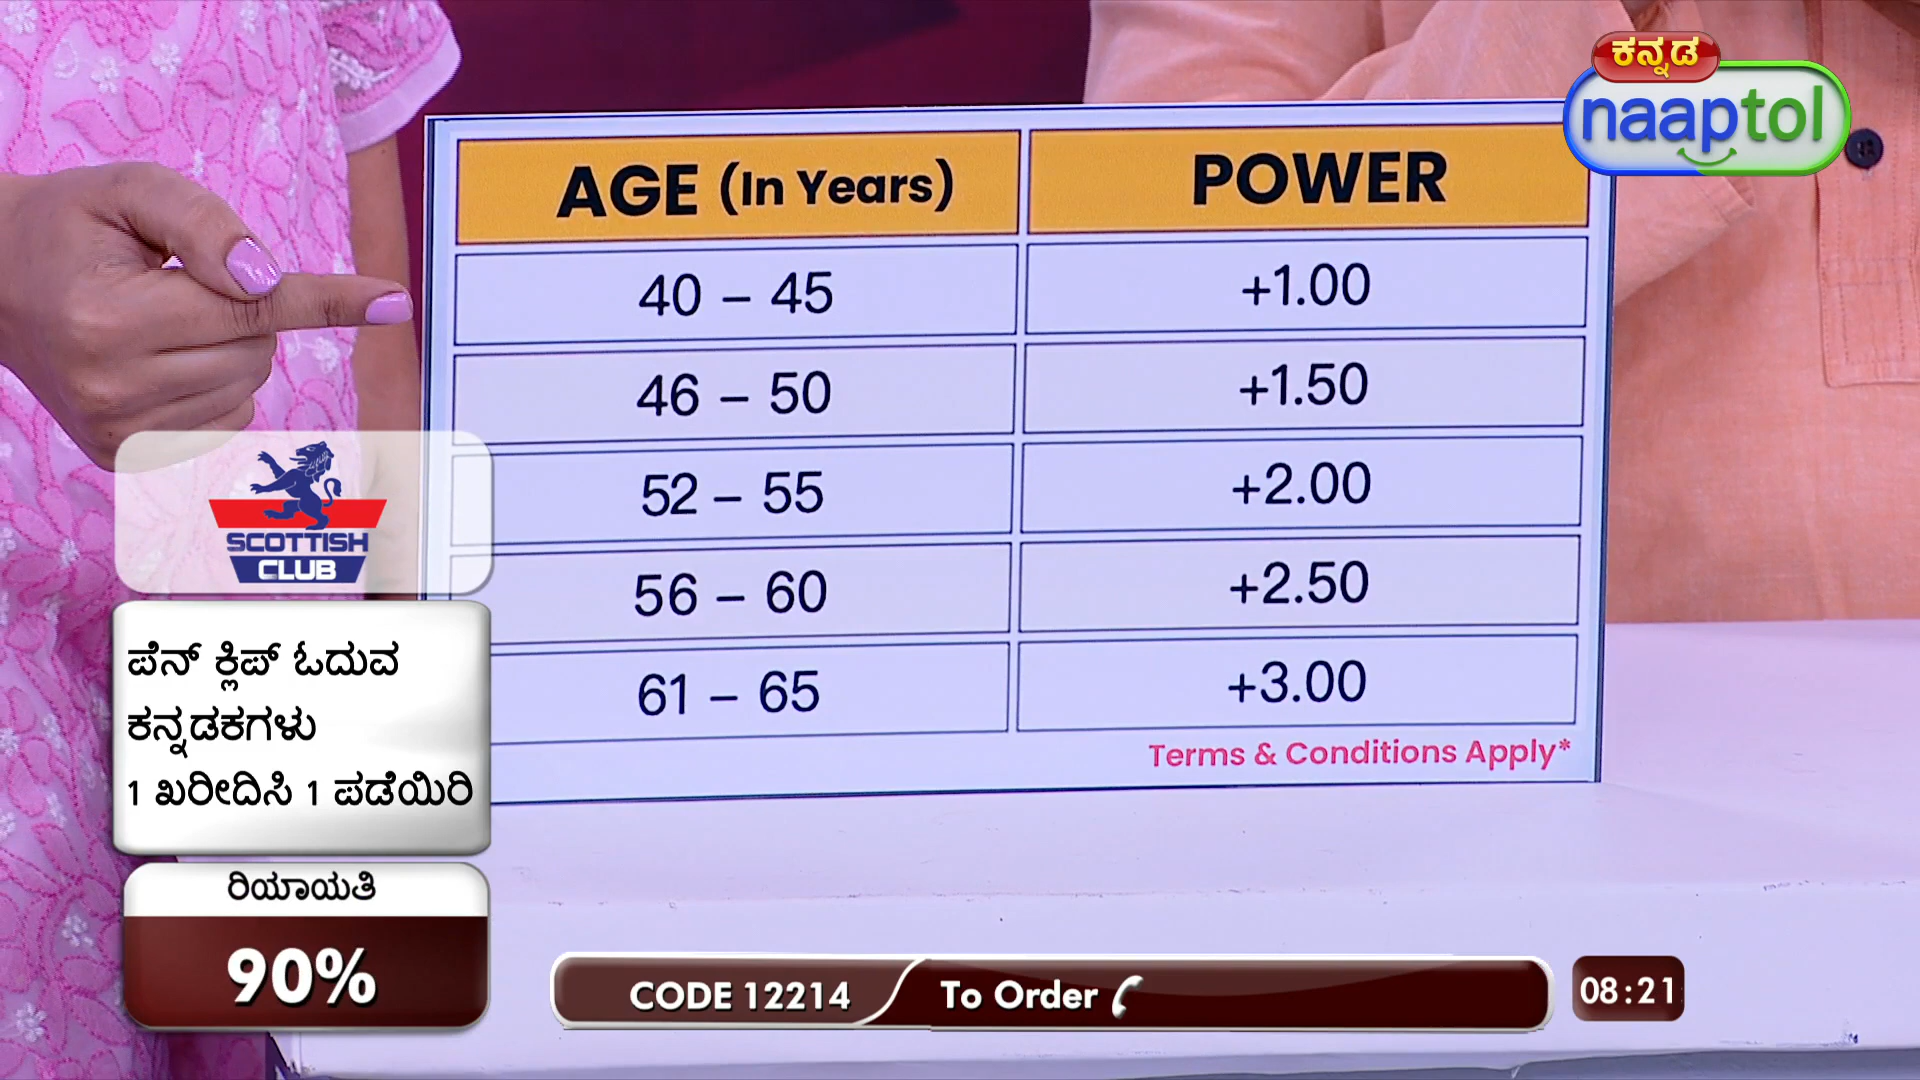 ಕನ್ನಡ
naaptol
AGE (In Years) POWER
40 – 45 +1.00
46 – 50 +1.50
52 – 55 +2.00
56 – 60 +2.50
61 – 65 +3.00
Terms & Conditions Apply*
SCOTTISH
CLUB
ಪೆನ್ ಕ್ಲಿಪ್ ಓದುವ
ಕನ್ನಡಕಗಳು
1 ಖರೀದಿಸಿ 1 ಪಡೆಯಿರಿ
ರಿಯಾಯತಿ
90%
CODE 12214 To Order
08:21